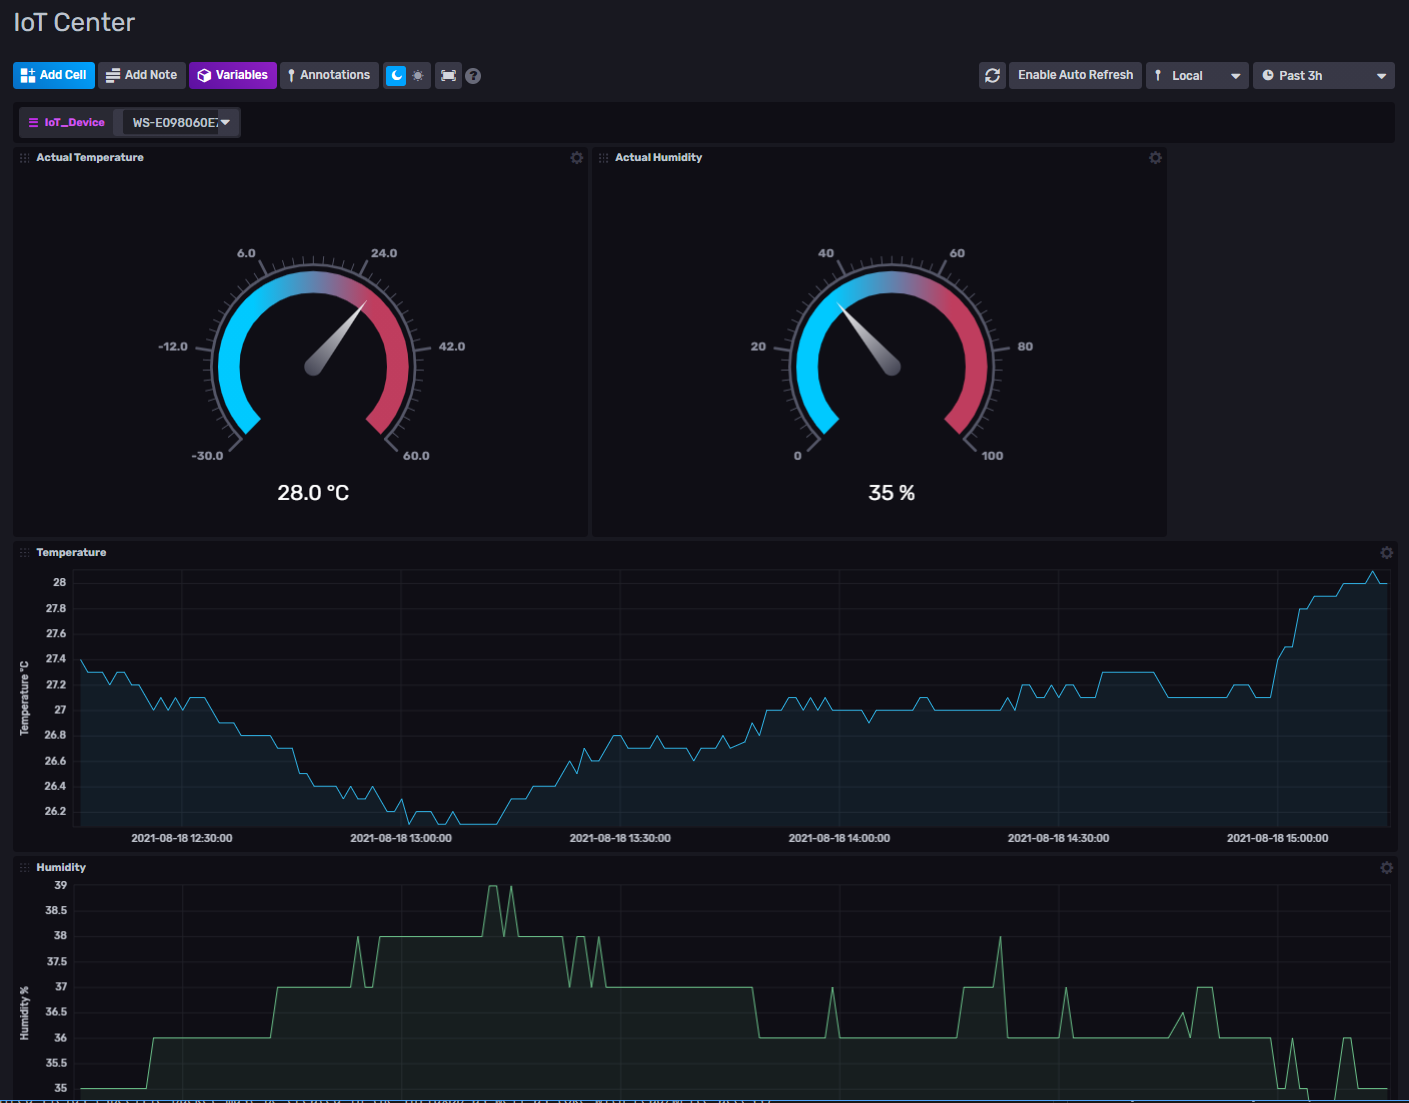 IoT Center
Add Cell
Add Note
Variables
Annotations
?
Enable Auto Refresh
Local
Past 3h
IoT_Device
WS-E098060E
Actual Temperature
Actual Humidity
6.0
24.0
-12.0
42.0
-30.0
60.0
28.0 °C
40
60
20
80
0
100
35 %
Temperature
Temperature °C
28
27.8
27.6
27.4
27.2
27
26.8
26.6
26.4
26.2
2021-08-18 12:30:00
2021-08-18 13:00:00
2021-08-18 13:30:00
2021-08-18 14:00:00
2021-08-18 14:30:00
2021-08-18 15:00:00
Humidity
Humidity %
39
38.5
38
37.5
37
36.5
36
35.5
35